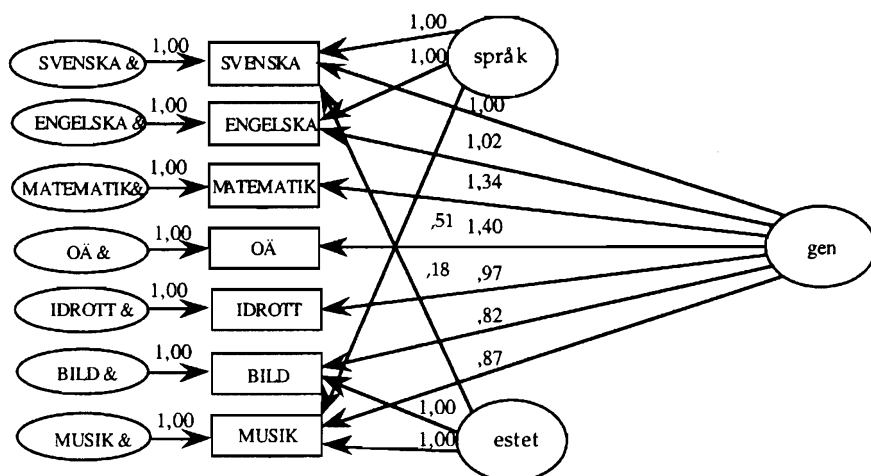 1,00
1,00
SVENSKA &
SVENSKA
språk
1,00
1,00
1,00
ENGELSKA &
ENGELSKA
1,02
1,00
MATEMATIK&
MATEMATIK
1,34
1,00
,51
1,40
OÄ &
OÄ
gen
,18
,97
1,00
IDROTT &
IDROTT
,82
1,00
BILD &
BILD
,87
1,00
1,00
MUSIK &
MUSIK
1,00
estet